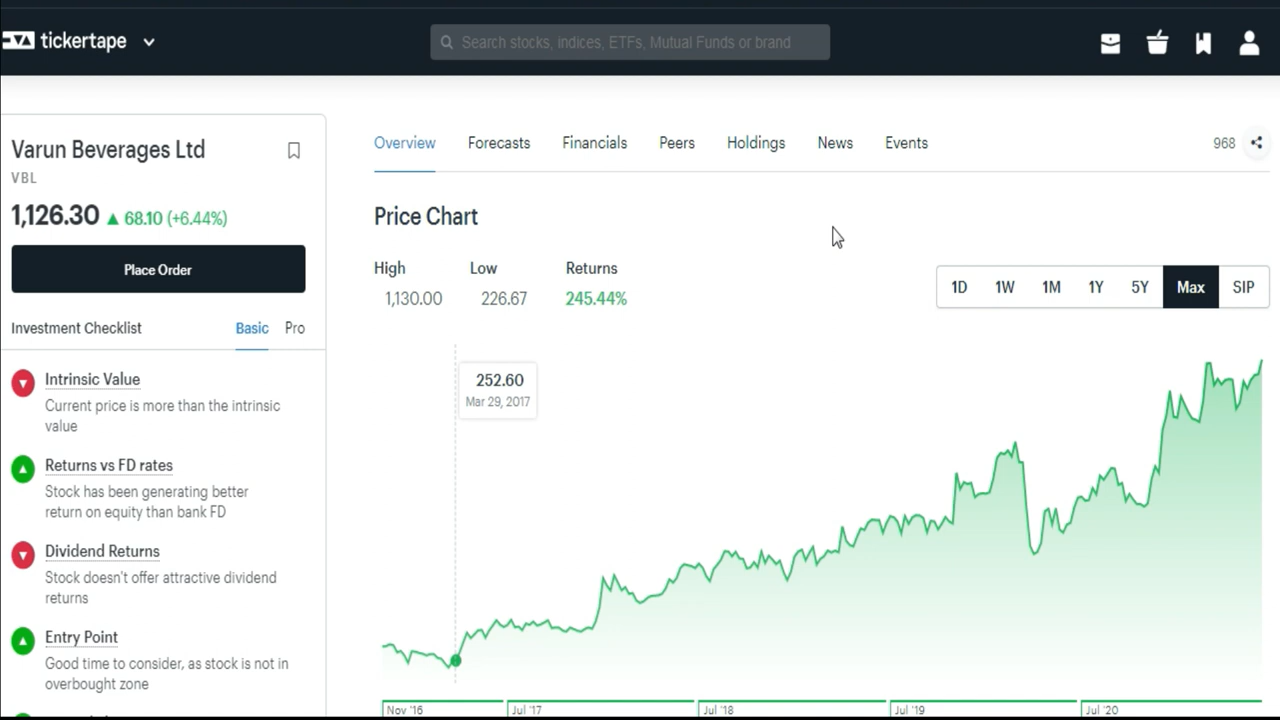 tickertape
Search stocks, indices, ETFs, Mutual Funds or brand
Varun Beverages Ltd
VBL
1,126.30 ▲ 68.10 (+6.44%)
Place Order
Investment Checklist Basic Pro
Intrinsic Value
Current price is more than the intrinsic
value
Returns vs FD rates
Stock has been generating better
return on equity than bank FD
Dividend Returns
Stock doesn't offer attractive dividend
returns
Entry Point
Good time to consider, as stock is not in
overbought zone
Overview Forecasts Financials Peers Holdings News Events 968
Price Chart
High Low Returns
1,130.00 226.67 245.44%
1D 1W 1M 1Y 5Y Max SIP
252.60
Mar 29, 2017
Nov '16 Jul '17 Jul '18 Jul '19 Jul '20